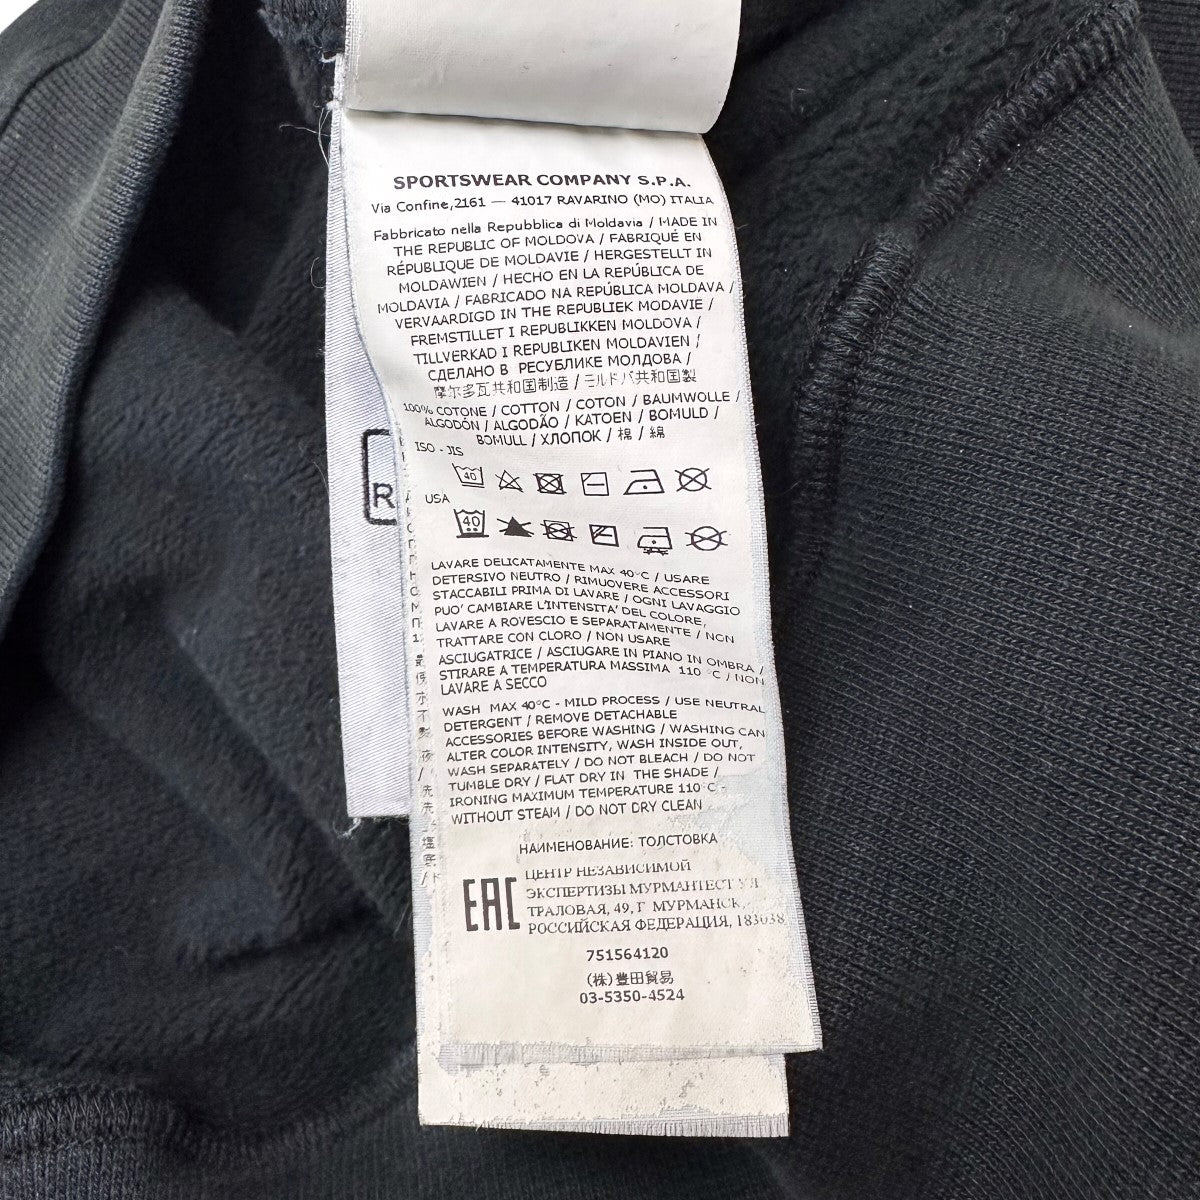 SPORTSWEAR COMPANY S.P.A.
Via Confine,2161 — 41017 RAVARINO (MO) ITALIA
Fabbricato nella Repubblica di Moldavia / MADE IN
THE REPUBLIC OF MOLDOVA / FABRIQUÉ EN
RÉPUBLIQUE DE MOLDAVIE / HERGESTELLT IN
MOLDAWIEN / HECHO EN LA REPÚBLICA DE
MOLDAVIA / FABRICADO NA REPÚBLICA MOLDAVA /
VERVAARDIGD IN THE REPUBLIEK MODAVIE /
FREMSTILLET I REPUBLIKKEN MOLDOVA /
TILLVERKAD I REPUBLIKEN MOLDAVIEN /
СДЕЛАНО В РЕСУБЛИКЕ МОЛДОВА /
摩尔多瓦共和国制造 / モルドバ共和国製
100% COTONE / COTTON / COTON / BAUMWOLLE /
ALGODÓN / ALGODÃO / KATOEN / BOMULD /
BOMULL / ХЛОПОК / 棉 / 綿
ISO - JIS
40
USA
40
R
LAVARE DELICATAMENTE MAX 40°C / USARE
DETERSIVO NEUTRO / RIMUOVERE ACCESSORI
STACCABILI PRIMA DI LAVARE / OGNI LAVAGGIO
PUO' CAMBIARE L'INTENSITA' DEL COLORE,
LAVARE A ROVESCIO E SEPARATAMENTE / NON
TRATTARE CON CLORO / NON USARE
ASCIUGATRICE / ASCIUGARE IN PIANO IN OMBRA /
STIRARE A TEMPERATURA MASSIMA 110 °C / NON
LAVARE A SECCO
WASH MAX 40°C - MILD PROCESS / USE NEUTRAL
DETERGENT / REMOVE DETACHABLE
ACCESSORIES BEFORE WASHING / WASHING CAN
ALTER COLOR INTENSITY, WASH INSIDE OUT,
WASH SEPARATELY / DO NOT BLEACH / DO NOT
TUMBLE DRY / FLAT DRY IN THE SHADE /
IRONING MAXIMUM TEMPERATURE 110°C -
WITHOUT STEAM / DO NOT DRY CLEAN
НАИМЕНОВАНИЕ: ТОЛСТОВКА
EAC
ЦЕНТР НЕЗАВИСИМОЙ
ЭКСПЕРТИЗЫ МУРМАНТЕСТ УЛ
ТРАЛОВАЯ, 49, Г МУРМАНСК,
РОССИЙСКАЯ ФЕДЕРАЦИЯ, 183038
751564120
(株)豊田貿易
03-5350-4524